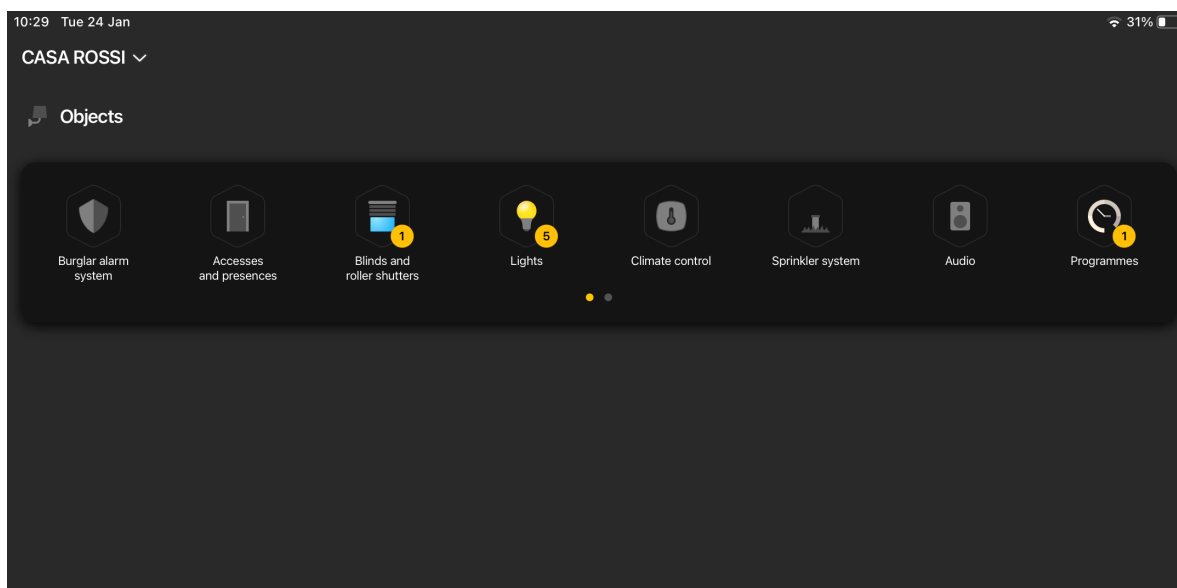 10:29 Tue 24 Jan
31%
CASA ROSSI
Objects
Burglar alarm
system
Accesses
and presences
1
Blinds and
roller shutters
5
Lights
Climate control
Sprinkler system
Audio
1
Programmes